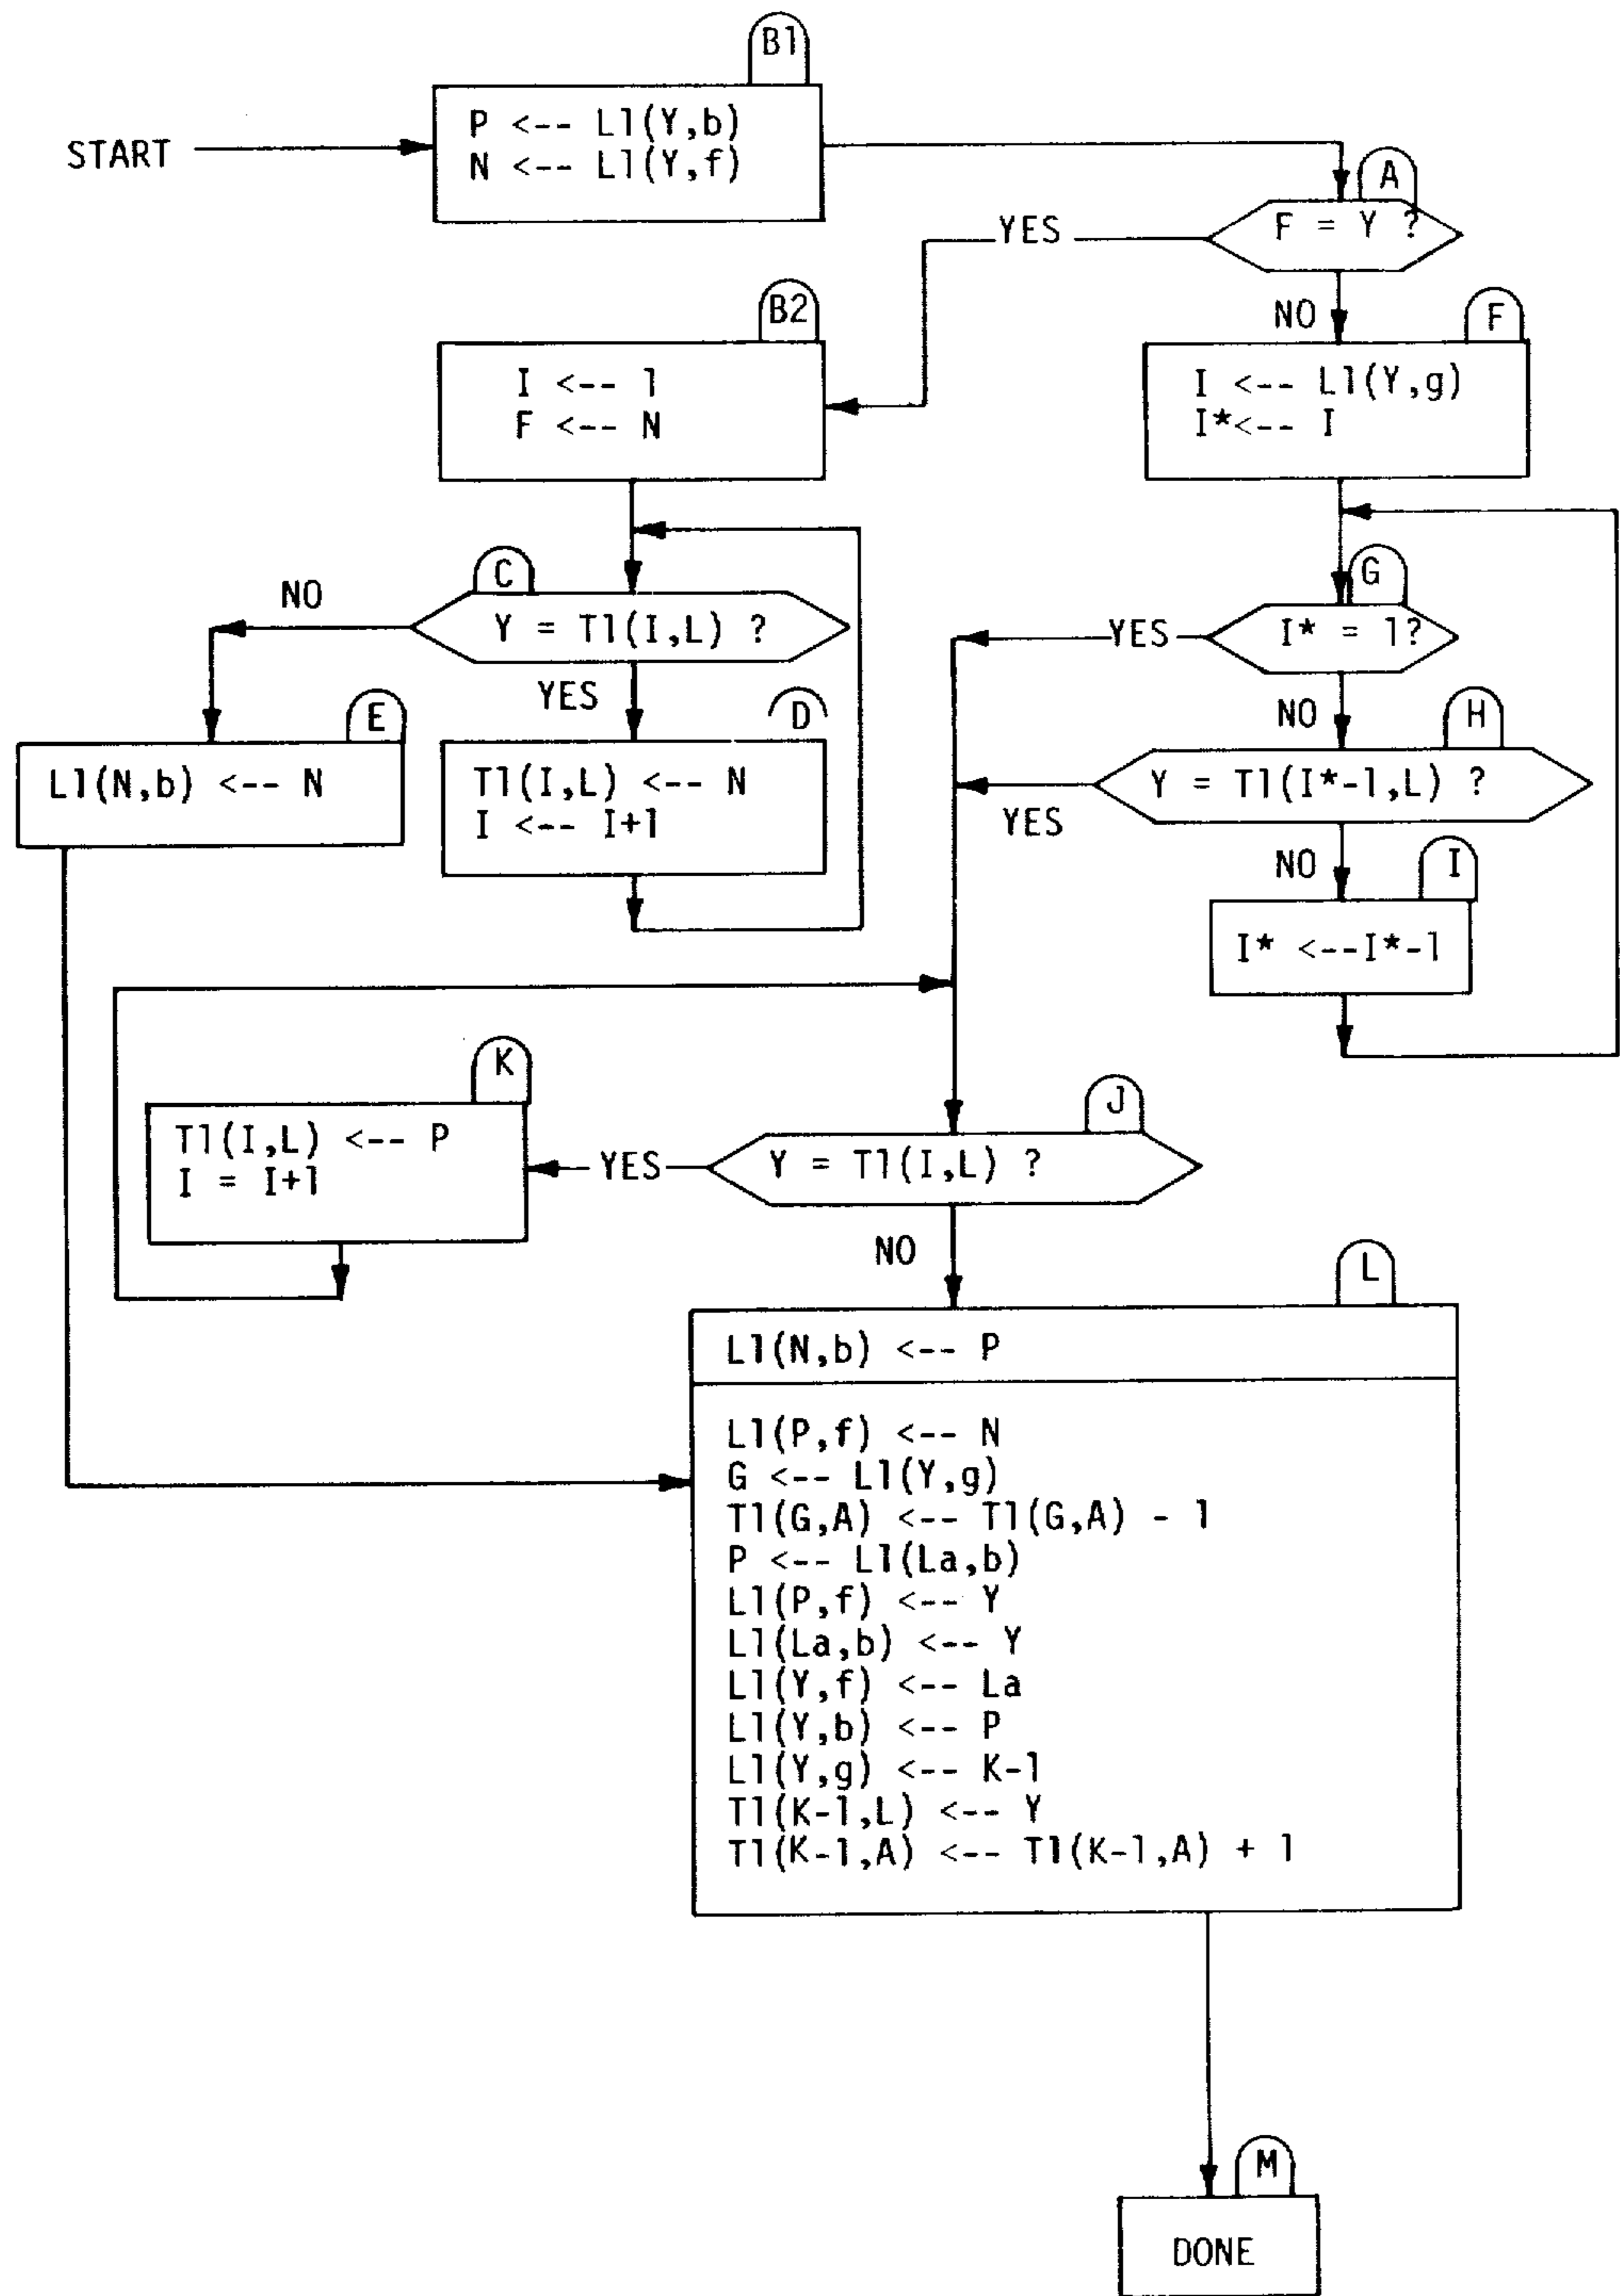 B1
P <-- L1(Y,b)
N <-- L1(Y,f)
START
A
F = Y ?
YES
NO
B2
I <-- 1
F <-- N
F
I <-- L1(Y,g)
I*<-- I
C
Y = T1(I,L) ?
NO
YES
G
I* = 1?
YES
NO
E
L1(N,b) <-- N
D
T1(I,L) <-- N
I <-- I+1
H
Y = T1(I*-1,L) ?
YES
NO
I
I* <--I*-1
K
T1(I,L) <-- P
I = I+1
J
Y = T1(I,L) ?
YES
NO
L
L1(N,b) <-- P
L1(P,f) <-- N
G <-- L1(Y,g)
T1(G,A) <-- T1(G,A) - 1
P <-- L1(La,b)
L1(P,f) <-- Y
L1(La,b) <-- Y
L1(Y,f) <-- La
L1(Y,b) <-- P
L1(Y,g) <-- K-1
T1(K-1,L) <-- Y
T1(K-1,A) <-- T1(K-1,A) + 1
M
DONE